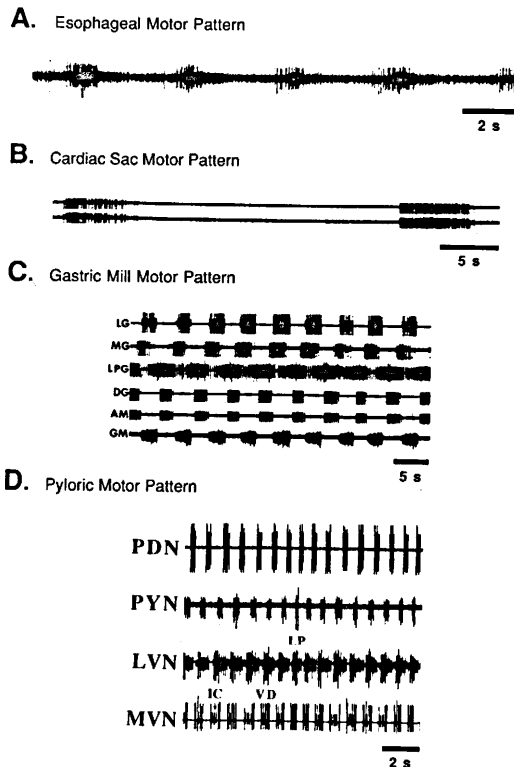 A. Esophageal Motor Pattern
2 s
B. Cardiac Sac Motor Pattern
5 s
C. Gastric Mill Motor Pattern
LG
MG
LPG
DG
AM
GM
5 s
D. Pyloric Motor Pattern
PDN
PYN
LP
LVN
IC VD
MVN
2 s